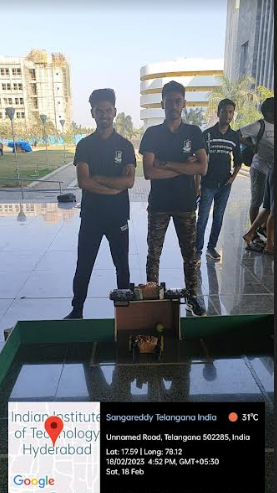 Indian Institute
of Technology
Hyderabad
Google
Sangareddy Telangana India
31°C
Unnamed Road, Telangana 502285, India
Lat: 17.59 | Long: 78.12
18/02/2023 4:52 PM, GMT+05:30
Sat, 18 Feb